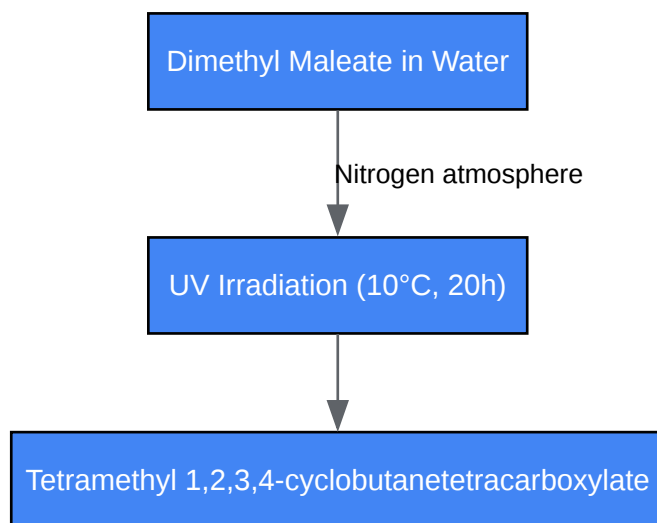 Dimethyl Maleate in Water
Nitrogen atmosphere
UV Irradiation (10°C, 20h)
Tetramethyl 1,2,3,4-cyclobutanetetracarboxylate